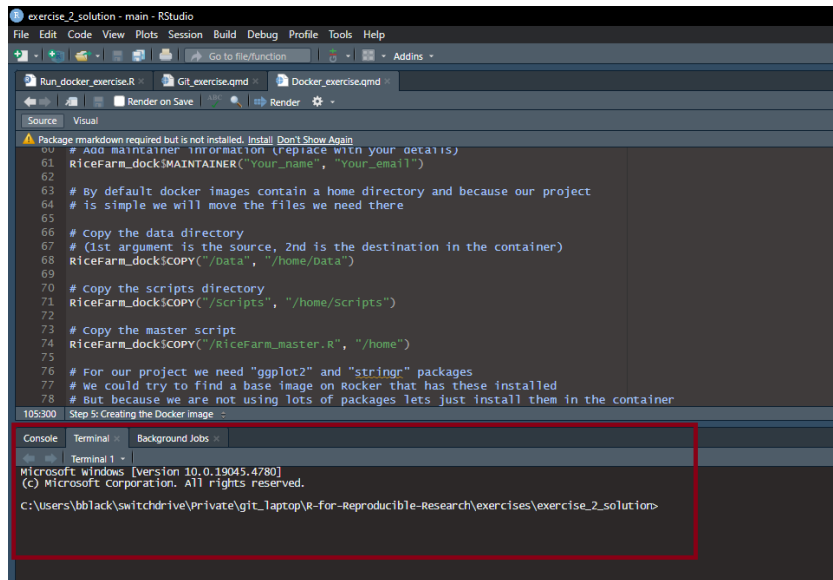 exercise_2_solution - main - RStudio
File Edit Code View Plots Session Build Debug Profile Tools Help
Go to file/function Addins
Run_docker_exercise.R Git_exercise.qmd Docker_exercise.qmd
Render on Save ABC Render
Source Visual
Package rmarkdown required but is not installed. Install Don't Show Again
60 # Add maintainer information (replace with your details)
61 RiceFarm_dock$MAINTAINER("Your_name", "Your_email")
62
63 # By default docker images contain a home directory and because our project
64 # is simple we will move the files we need there
65
66 # Copy the data directory
67 # (1st argument is the source, 2nd is the destination in the container)
68 RiceFarm_dock$COPY("/Data", "/home/Data")
69
70 # Copy the scripts directory
71 RiceFarm_dock$COPY("/Scripts", "/home/Scripts")
72
73 # Copy the master script
74 RiceFarm_dock$COPY("/RiceFarm_master.R", "/home")
75
76 # For our project we need "ggplot2" and "stringr" packages
77 # We could try to find a base image on Rocker that has these installed
78 # But because we are not using lots of packages lets just install them in the container
105:300 Step 5: Creating the Docker image
Console Terminal Background Jobs
Terminal 1
Microsoft Windows [Version 10.0.19045.4780]
(c) Microsoft Corporation. All rights reserved.
C:\Users\bblack\switchdrive\Private\git_laptop\R-for-Reproducible-Research\exercises\exercise_2_solution>